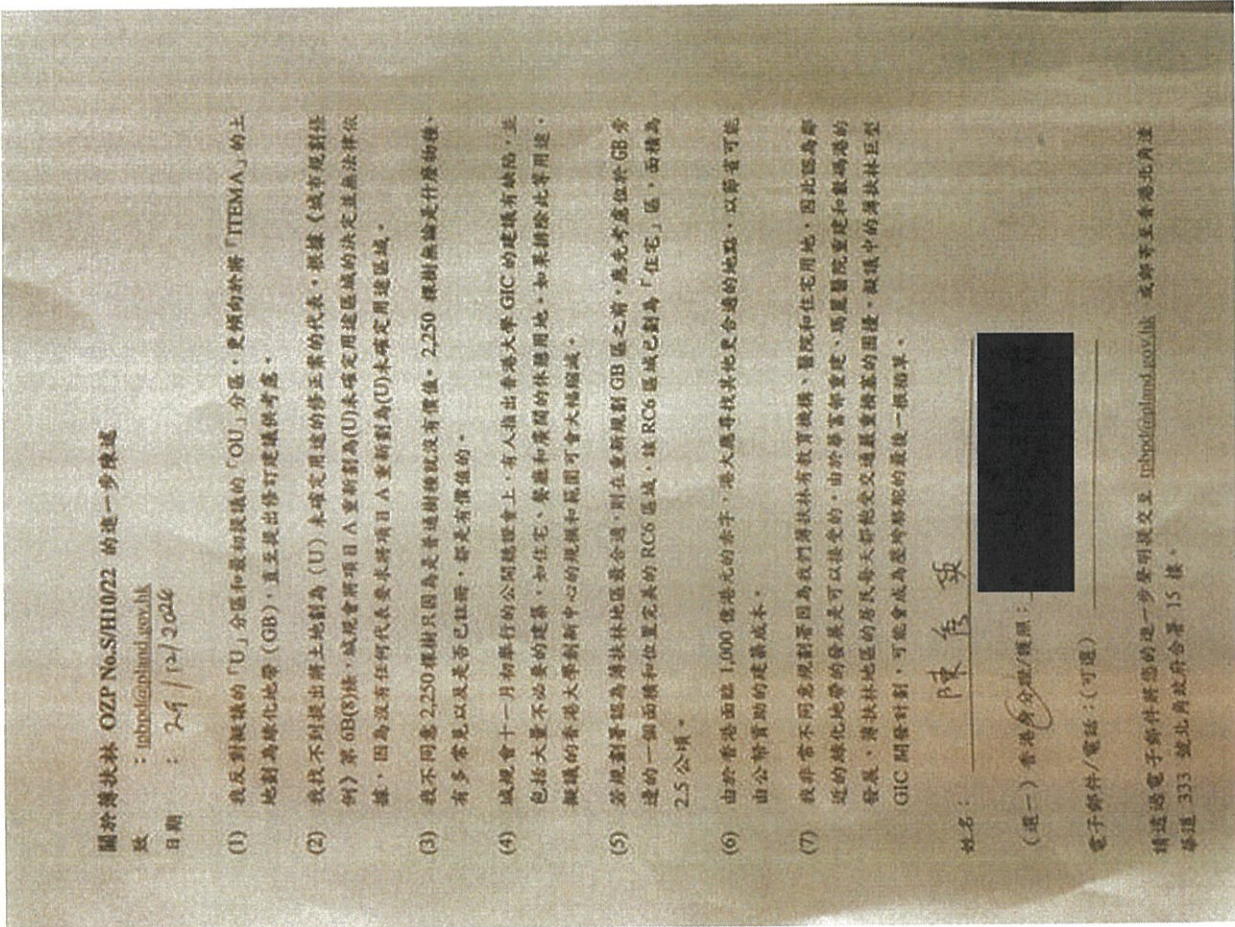 關於薄扶林 OZP No.S/H10/22 的進一步陳述
致 : tpbpd@pland.gov.hk
日期 : 29/12/2024
(1) 我反對擬議的「U」分區和最初提議的「OU」分區，更傾向於將「ITEMA」的上
地劃為綠化地帶 (GB)，直至提出修訂建議供考慮。
(2) 我找不到提出將土地劃為 (U) 未確定用途的修正案的代表，根據《城市規劃條
例》第 6B(8)條，城規會將項目 A 重新劃為(U)未確定用途區域的決定並無法律依
據，因為沒有任何代表要求將項目 A 重新劃為(U)未確定用途區域。
(3) 我不同意 2,250 棵樹只因為是普通樹種就沒有價值。2,250 棵樹無論是什麼物種、
有多常見以及是否已註冊，都是有價值的。
(4) 城規會十一月初舉行的公開聽證會上，有人指出香港大學 GIC 的建議有缺陷，並
包括大量不必要的建築，如住宅、餐廳和廣闊的休憩用地。如果排除此等用途，
擬議的香港大學創新中心的規模和範圍可會大幅縮減。
(5) 若規劃署認為薄扶林地區最合適，則在重新規劃 GB 區之前，應先考慮位於 GB 旁
邊的一個面積和位置完美的 RC6 區域，該 RC6 區域已劃為「住宅」區，面積為
2.5 公頃。
(6) 由於香港面臨 1,000 億港元的赤字，港大應尋找其他更合適的地點，以節省可能
由公帑資助的建築成本。
(7) 我非常不同意規劃署因為我們薄扶林有教育機構、醫院和住宅用地，因此認為鄰
近的綠化地帶的發展是可以接受的。由於華富邨重建、瑪麗醫院重建和數碼港的
發展，薄扶林地區的居民每天都飽受交通嚴重擠塞的困擾。擬議中的薄扶林巨型
GIC 開發計劃，可能會成為壓垮駱駝的最後一根稻草。
姓名：陳
(選一) 香港身分證/護照：
電子郵件/電話：(可選)
請透過電子郵件將您的進一步聲明提交至 tpbpd@pland.gov.hk 或郵寄至香港北角渣
華道 333 號北角政府合署 15 樓。